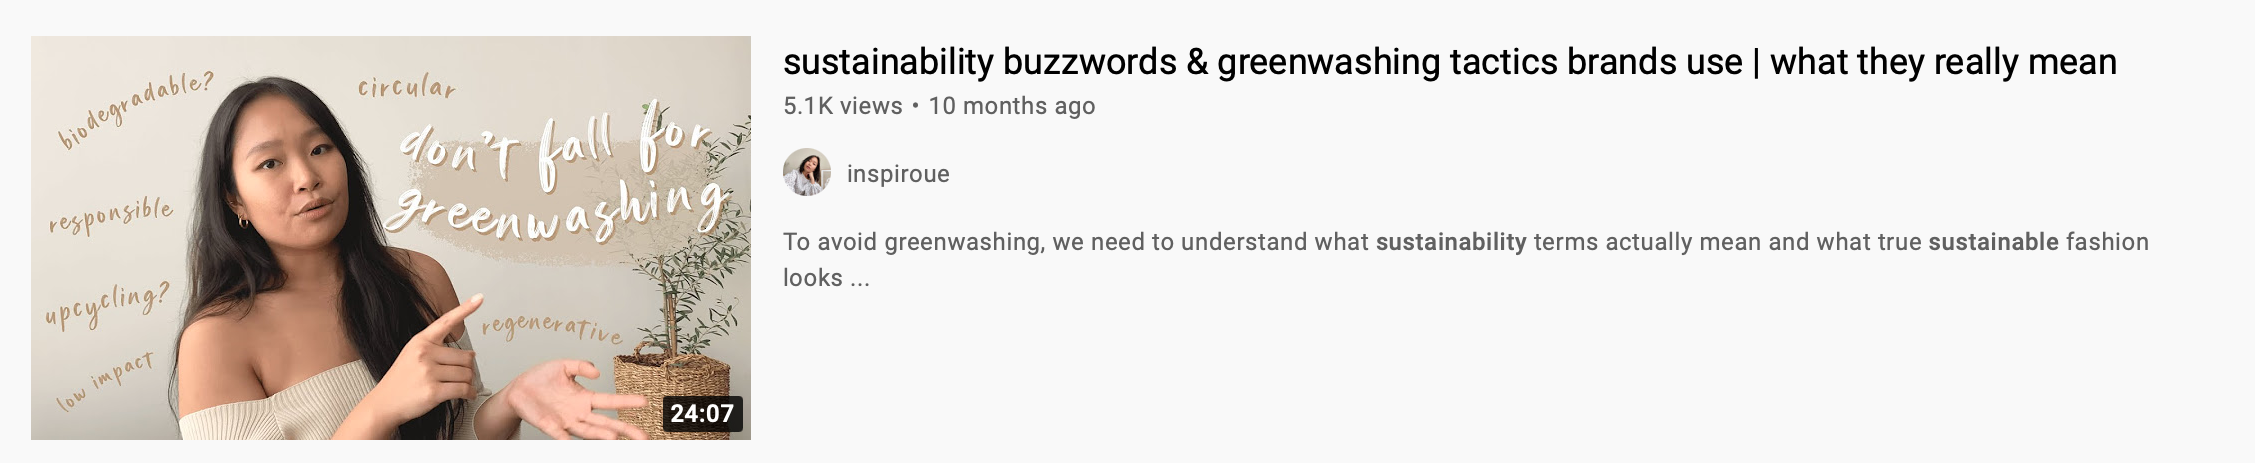 biodegradable?
circular
don't fall for
greenwashing
responsible
upcycling?
regenerative
low impact
24:07
sustainability buzzwords & greenwashing tactics brands use | what they really mean
5.1K views • 10 months ago
inspiroue
To avoid greenwashing, we need to understand what sustainability terms actually mean and what true sustainable fashion
looks ...